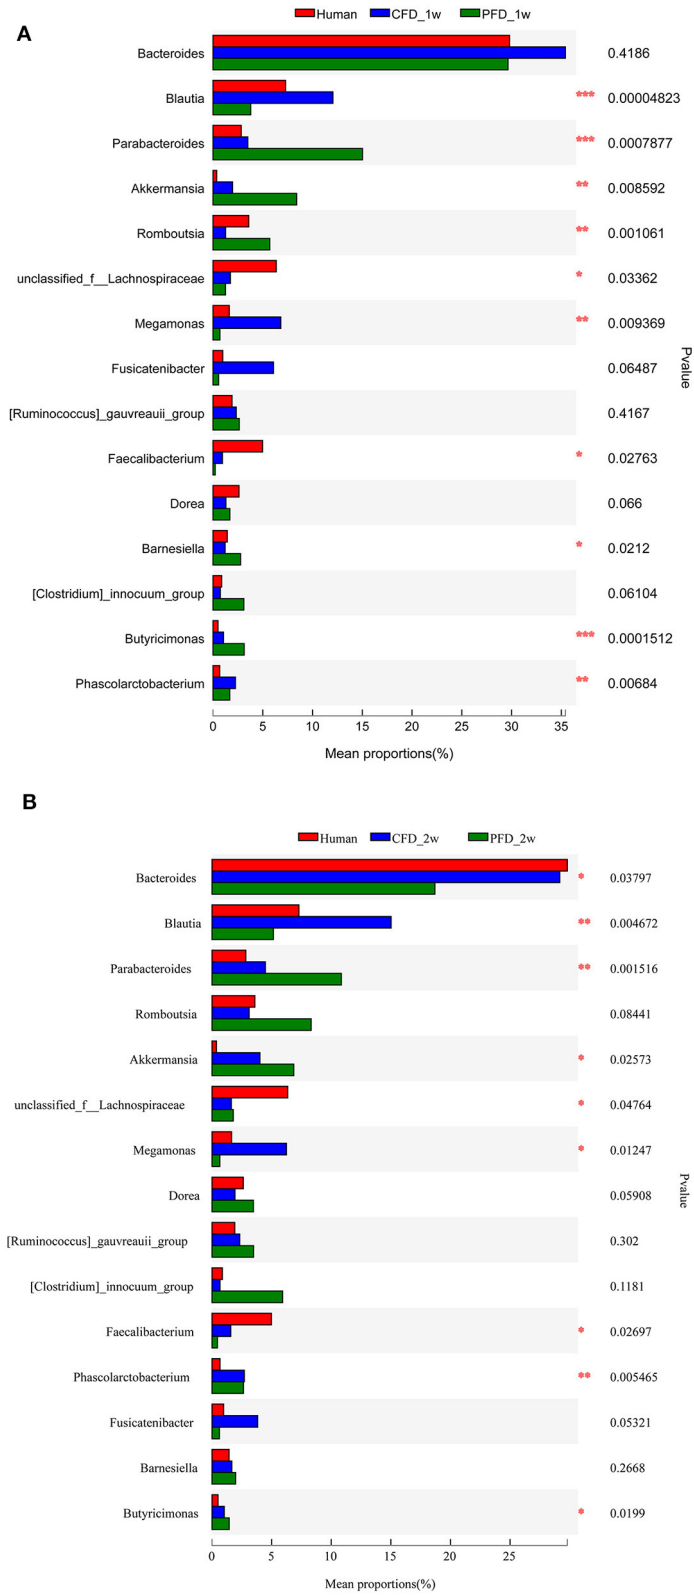 A
Human CFD_1w PFD_1w
Bacteroides 0.4186
Blautia *** 0.00004823
Parabacteroides *** 0.0007877
Akkermansia ** 0.008592
Romboutsia ** 0.001061
unclassified_f__Lachnospiraceae * 0.03362
Megamonas ** 0.009369
Fusicatenibacter 0.06487
[Ruminococcus]_gauvreauii_group 0.4167
Faecalibacterium * 0.02763
Dorea 0.066
Barnesiella * 0.0212
[Clostridium]_innocuum_group 0.06104
Butyricimonas *** 0.0001512
Phascolarctobacterium ** 0.00684
Pvalue
0 5 10 15 20 25 30 35
Mean proportions(%)
B
Human CFD_2w PFD_2w
Bacteroides * 0.03797
Blautia ** 0.004672
Parabacteroides ** 0.001516
Romboutsia 0.08441
Akkermansia * 0.02573
unclassified_f__Lachnospiraceae * 0.04764
Megamonas * 0.01247
Dorea 0.05908
[Ruminococcus]_gauvreauii_group 0.302
[Clostridium]_innocuum_group 0.1181
Faecalibacterium * 0.02697
Phascolarctobacterium ** 0.005465
Fusicatenibacter 0.05321
Barnesiella 0.2668
Butyricimonas * 0.0199
Pvalue
0 5 10 15 20 25
Mean proportions(%)